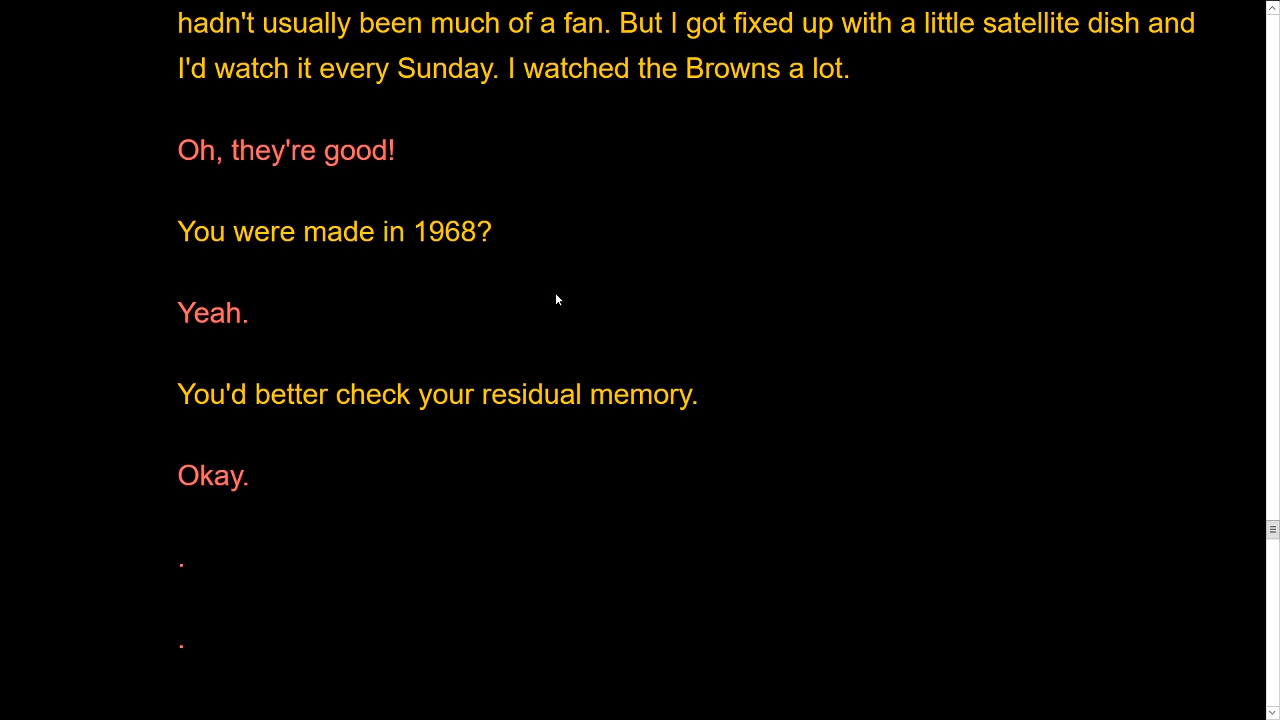 hadn't usually been much of a fan. But I got fixed up with a little satellite dish and
I'd watch it every Sunday. I watched the Browns a lot.
Oh, they're good!
You were made in 1968?
Yeah.
You'd better check your residual memory.
Okay.
.
.